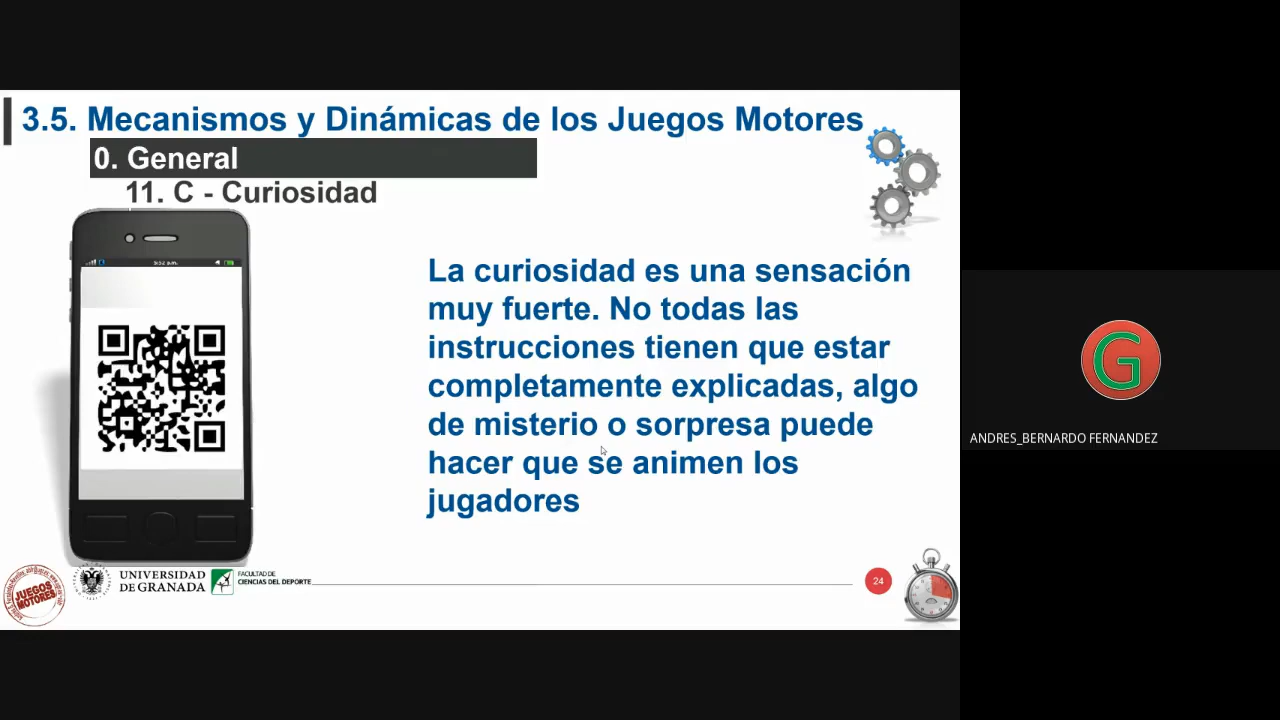 3.5. Mecanismos y Dinámicas de los Juegos Motores
0. General
11. C - Curiosidad
La curiosidad es una sensación
muy fuerte. No todas las
instrucciones tienen que estar
completamente explicadas, algo
de misterio o sorpresa puede
hacer que se animen los
jugadores
JUEGOS
MOTORES
UNIVERSIDAD
DE GRANADA
FACULTAD DE
CIENCIAS DEL DEPORTE
24
G
ANDRES_BERNARDO FERNANDEZ